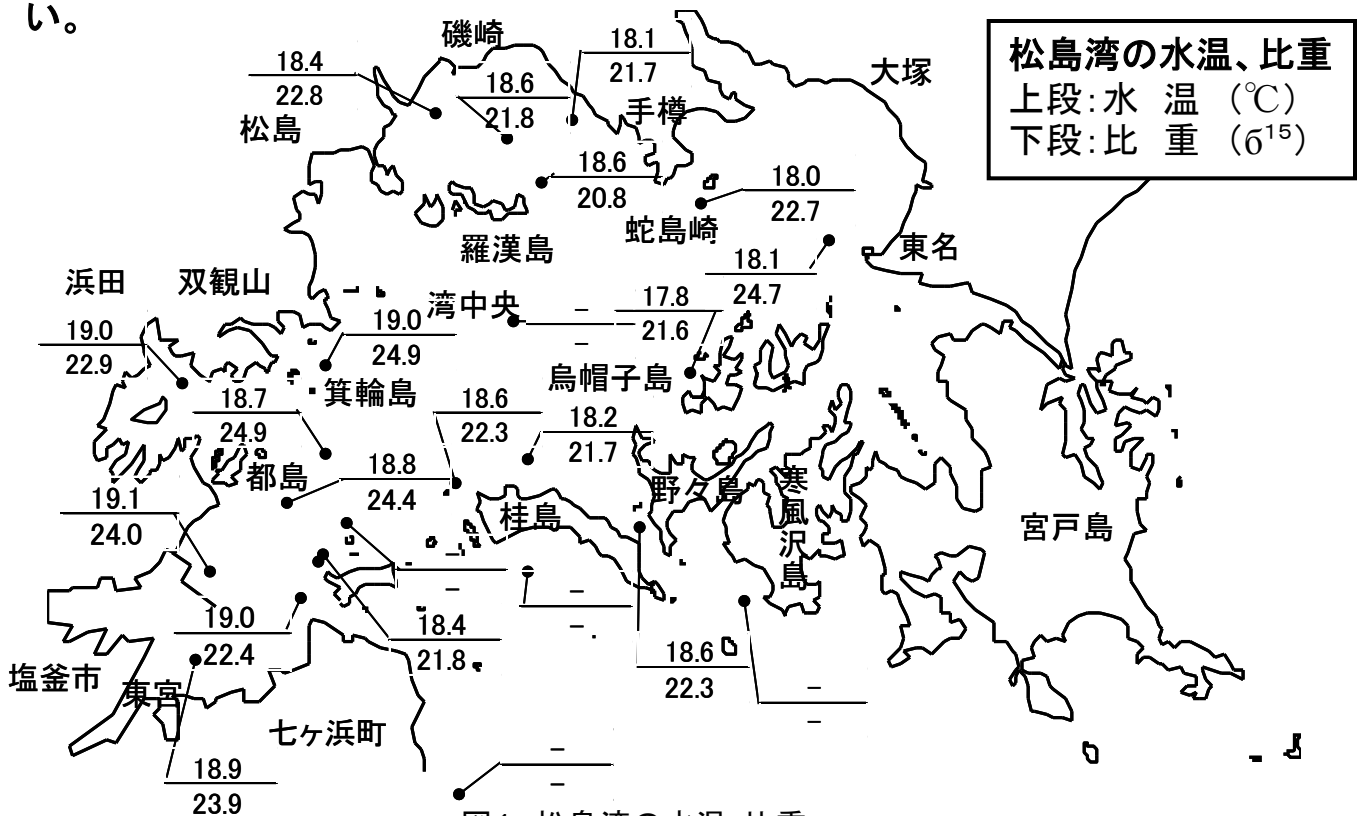 い。
松島湾の水温、比重
上段：水　温　（℃）
下段：比　重　（б¹⁵）
磯崎
大塚
18.4
22.8
松島
18.6
21.8
18.1
21.7
手樽
18.6
20.8
18.0
22.7
蛇島崎
羅漢島
東名
18.1
24.7
浜田
双観山
湾中央
–
–
17.8
21.6
19.0
22.9
19.0
24.9
箕輪島
烏帽子島
18.7
24.9
18.6
22.3
18.2
21.7
都島
18.8
24.4
野々島
寒風沢島
桂島
宮戸島
19.1
24.0
–
–
–
–
19.0
22.4
18.4
21.8
18.6
22.3
–
–
塩釜市
東宮
七ヶ浜町
18.9
23.9
–
–
松島湾の水温、比重